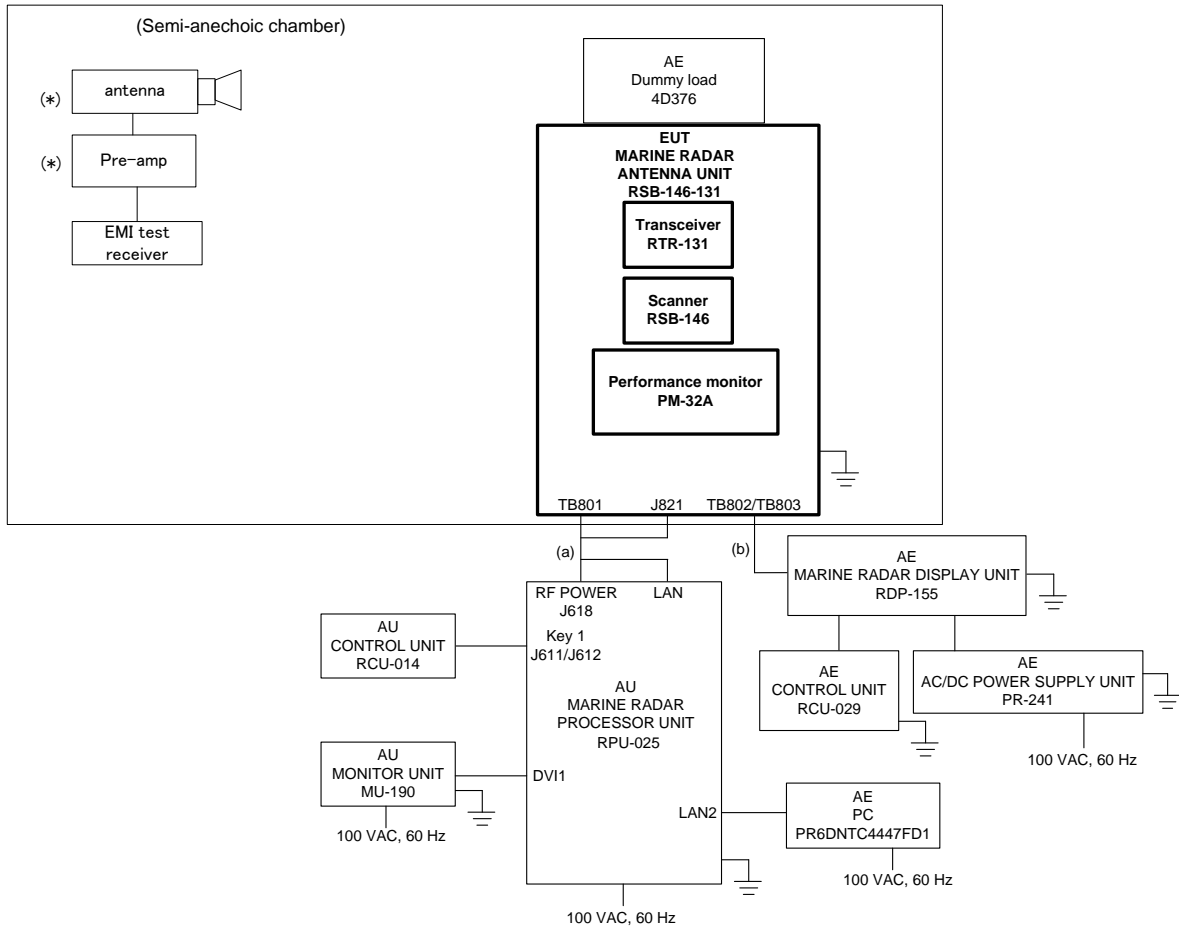 (Semi-anechoic chamber)
(*)
antenna
(*)
Pre-amp
EMI test
receiver
AE
Dummy load
4D376
EUT
MARINE RADAR
ANTENNA UNIT
RSB-146-131
Transceiver
RTR-131
Scanner
RSB-146
Performance monitor
PM-32A
TB801
J821
TB802/TB803
(a)
(b)
AE
MARINE RADAR DISPLAY UNIT
RDP-155
RF POWER
J618
LAN
Key 1
J611/J612
AU
CONTROL UNIT
RCU-014
AU
MARINE RADAR
PROCESSOR UNIT
RPU-025
AE
CONTROL UNIT
RCU-029
AE
AC/DC POWER SUPPLY UNIT
PR-241
100 VAC, 60 Hz
AU
MONITOR UNIT
MU-190
DVI1
100 VAC, 60 Hz
LAN2
AE
PC
PR6DNTC4447FD1
100 VAC, 60 Hz
100 VAC, 60 Hz